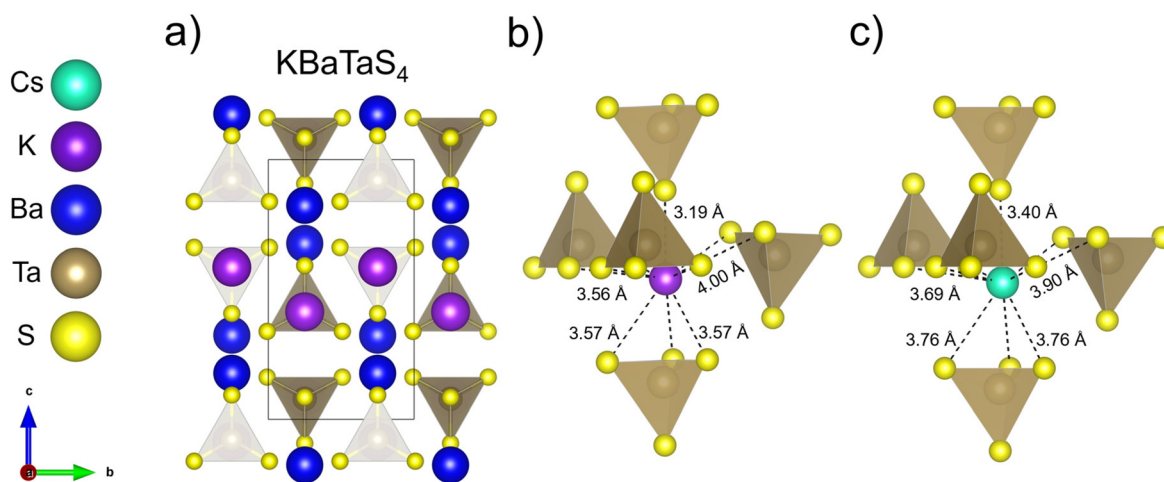 a)
b)
c)
KBaTaS₄
Cs
K
Ba
Ta
S
c
a
b
3.19 Å
3.56 Å
4.00 Å
3.57 Å
3.57 Å
3.40 Å
3.69 Å
3.90 Å
3.76 Å
3.76 Å